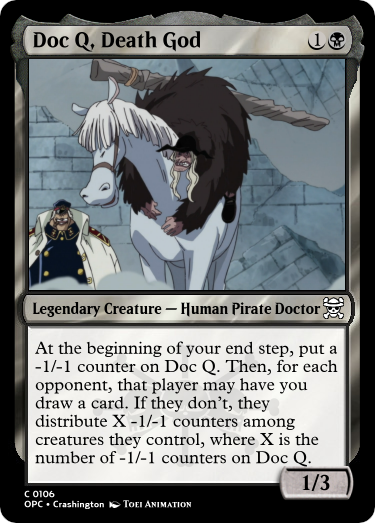 Doc Q, Death God 1
Legendary Creature — Human Pirate Doctor
At the beginning of your end step, put a
-1/-1 counter on Doc Q. Then, for each
opponent, that player may have you
draw a card. If they don't, they
distribute X -1/-1 counters among
creatures they control, where X is the
number of -1/-1 counters on Doc Q.
1/3
C 0106
OPC • Crashington TOEI ANIMATION